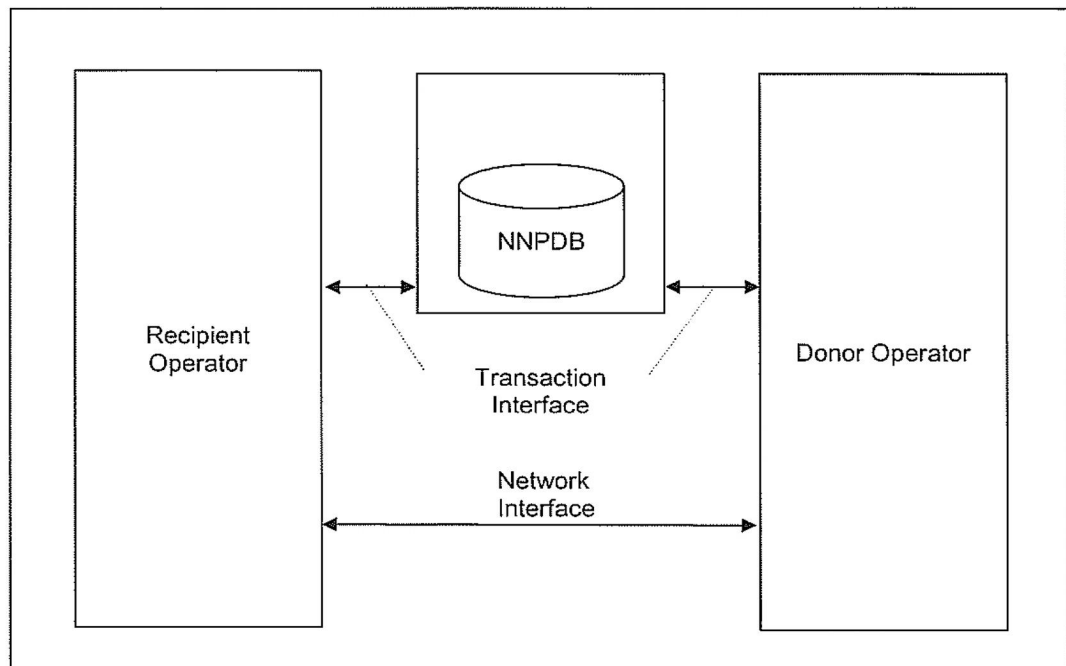 NNPDB
Recipient
Operator
Donor Operator
Transaction
Interface
Network
Interface